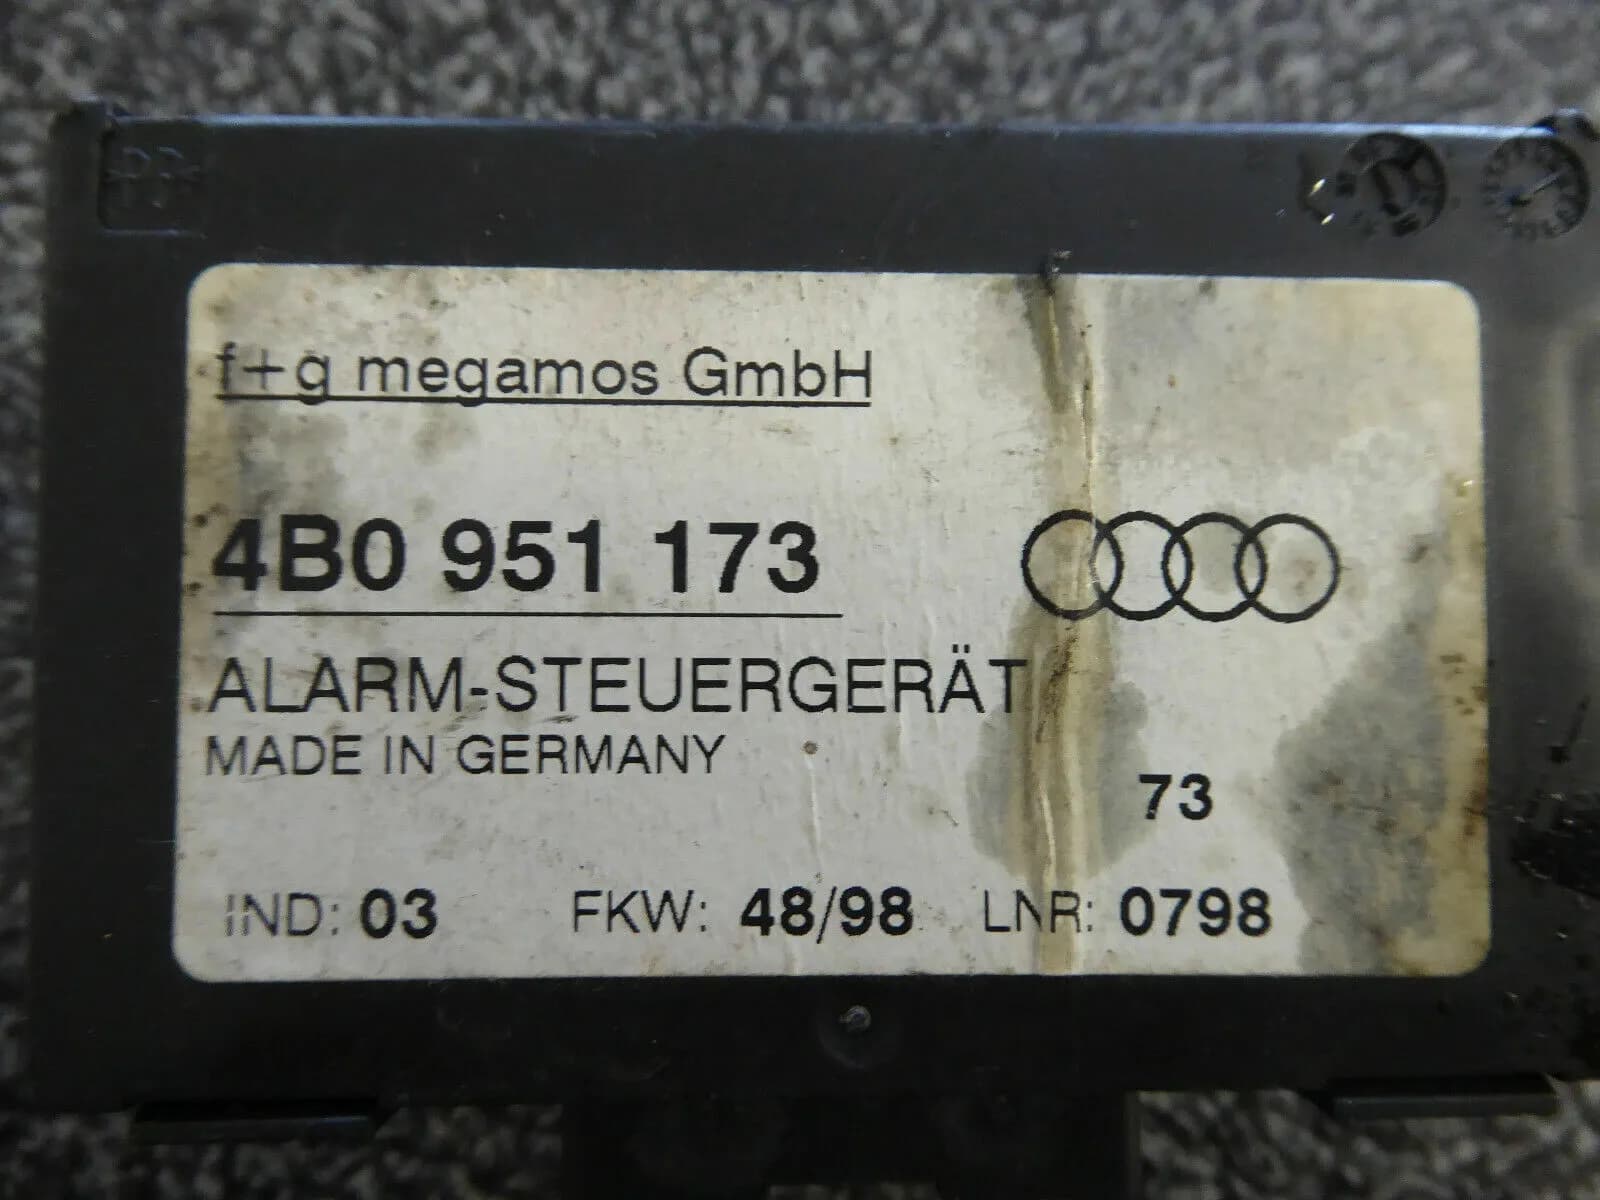 f+g megamos GmbH
4B0 951 173
ALARM-STEUERGERÄT
MADE IN GERMANY
73
IND: 03 FKW: 48/98 LNR: 0798